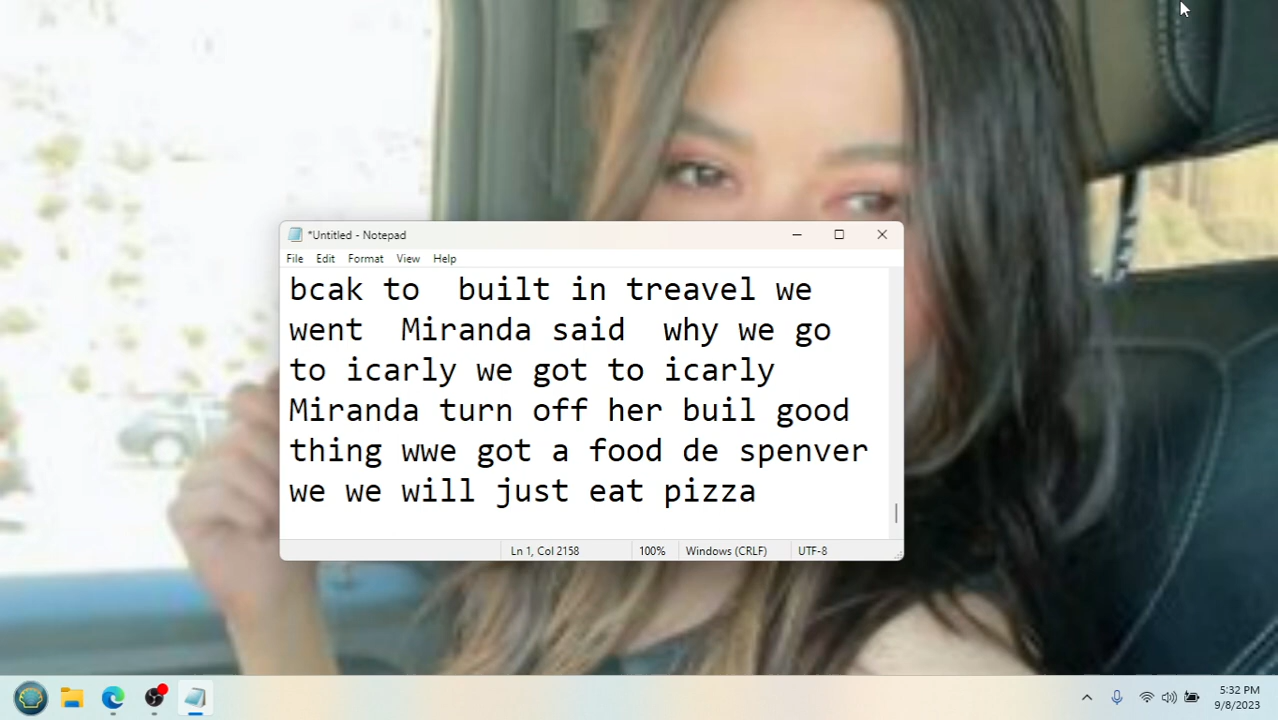 *Untitled - Notepad
File Edit Format View Help
bcak to  built in treavel we
went  Miranda said  why we go
to icarly we got to icarly
Miranda turn off her buil good
thing wwe got a food de spenver
we we will just eat pizza
Ln 1, Col 2158 100% Windows (CRLF) UTF-8
5:32 PM
9/8/2023